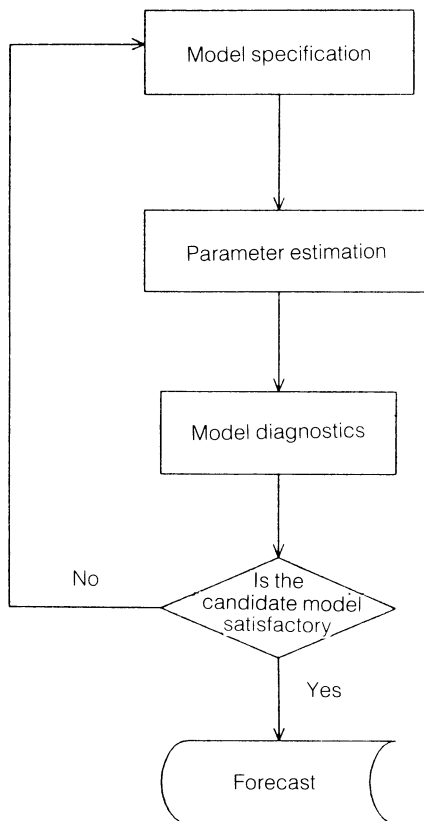 Model specification
Parameter estimation
Model diagnostics
Is the
candidate model
satisfactory
No
Yes
Forecast